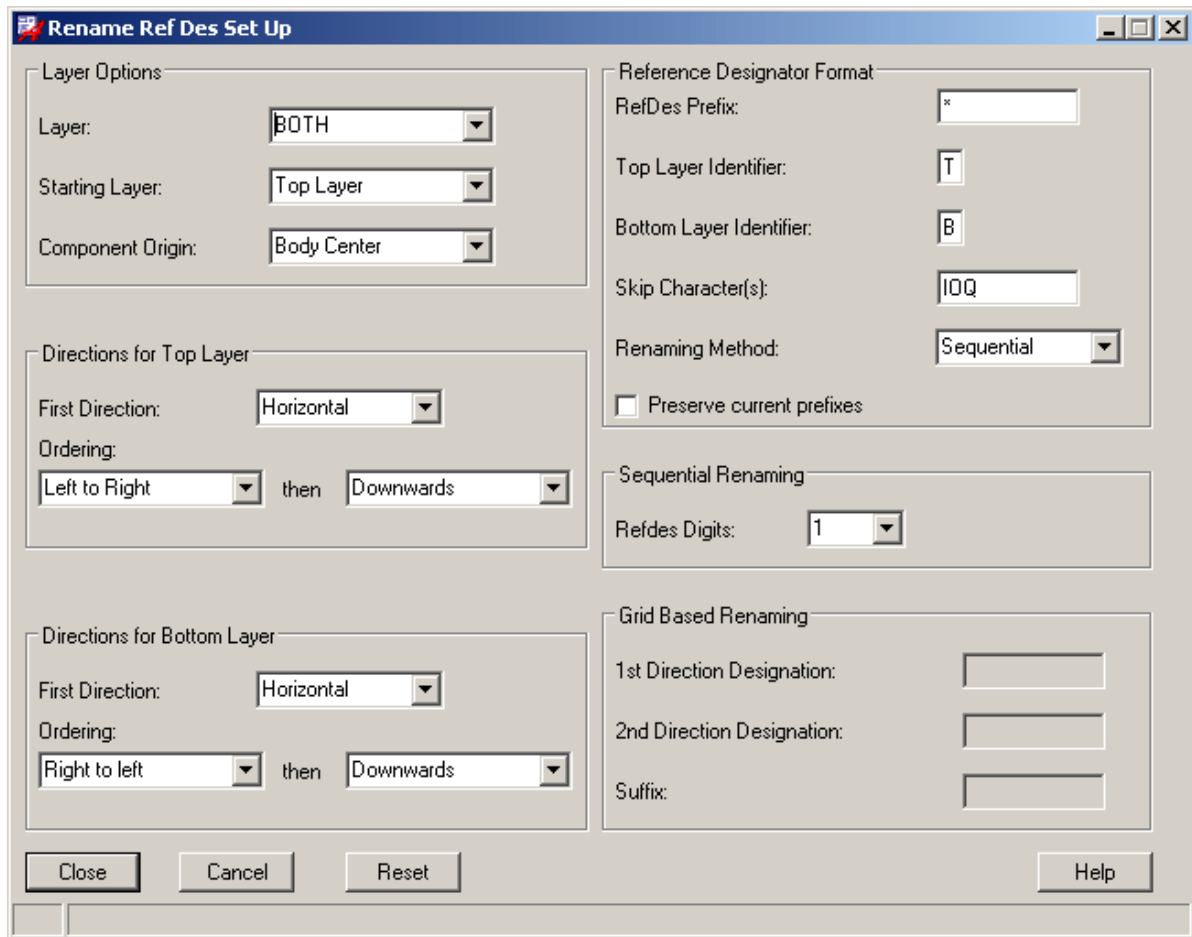 Rename Ref Des Set Up
Layer Options
Layer: BOTH
Starting Layer: Top Layer
Component Origin: Body Center
Directions for Top Layer
First Direction: Horizontal
Ordering:
Left to Right then Downwards
Directions for Bottom Layer
First Direction: Horizontal
Ordering:
Right to left then Downwards
Reference Designator Format
RefDes Prefix: *
Top Layer Identifier: T
Bottom Layer Identifier: B
Skip Character(s): IOQ
Renaming Method: Sequential
Preserve current prefixes
Sequential Renaming
Refdes Digits: 1
Grid Based Renaming
1st Direction Designation:
2nd Direction Designation:
Suffix:
Close Cancel Reset Help